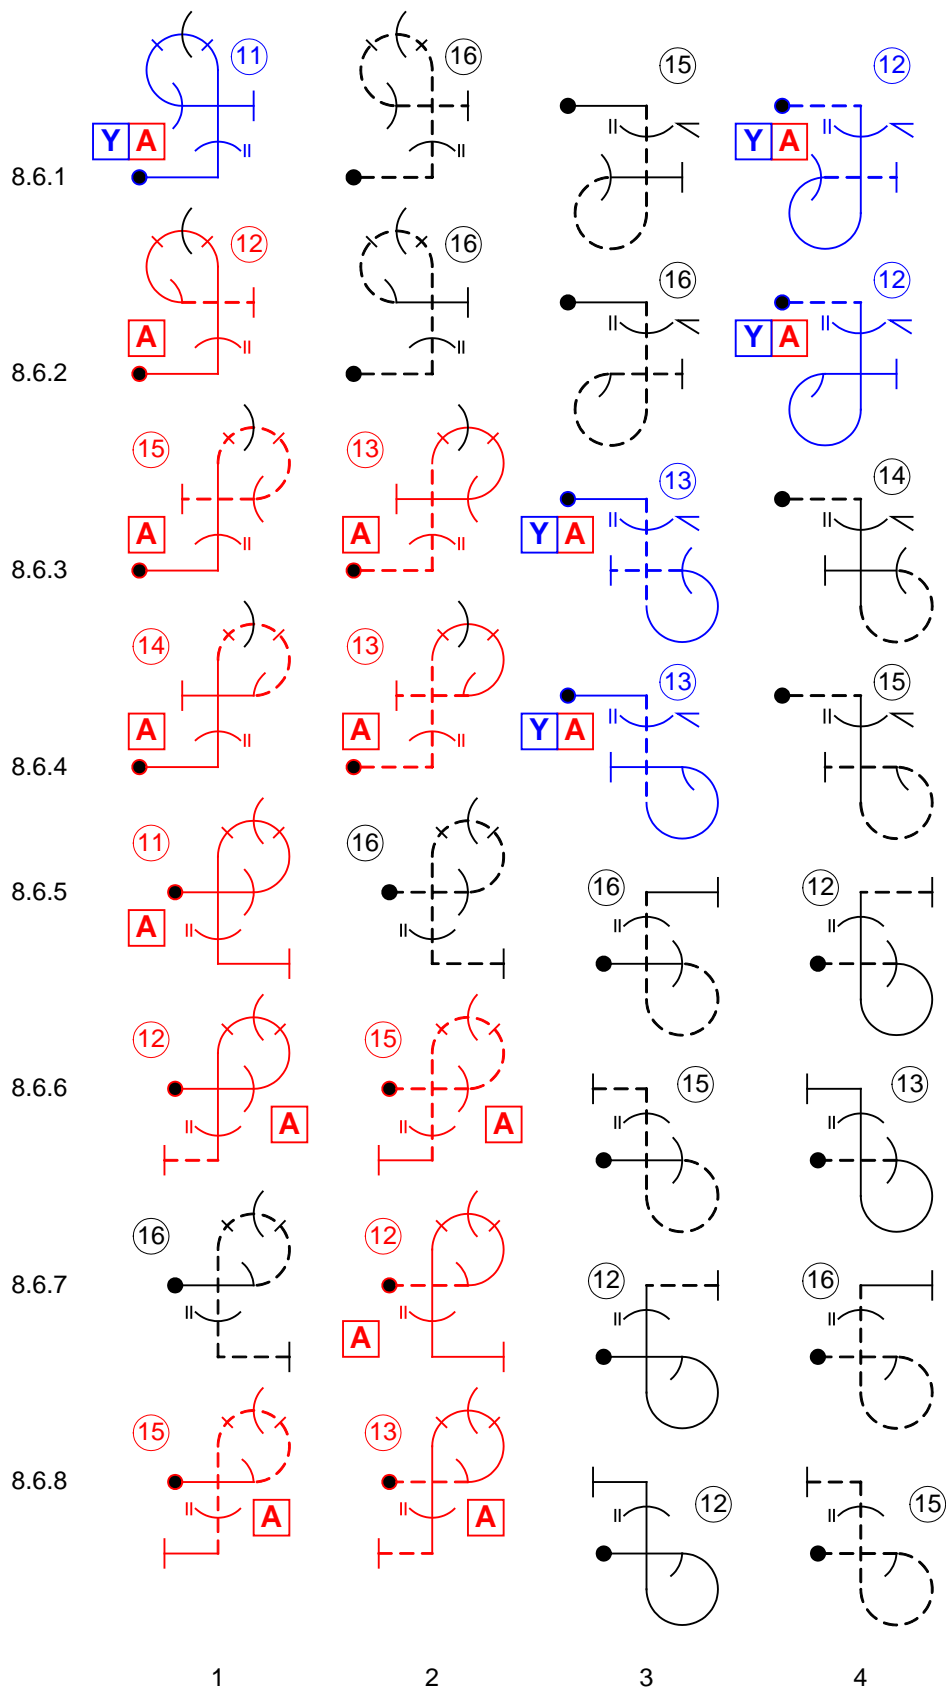 11 16 15 12
Y A Y A
8.6.1
12 16 16 12
A Y A
8.6.2
15 13 13 14
A A Y A
8.6.3
14 13 13 15
A A Y A
8.6.4
11 16 16 12
8.6.5
A
12 15 15 13
8.6.6
A A
16 12 12 16
8.6.7
A
15 13 12 15
8.6.8
A A
1 2 3 4